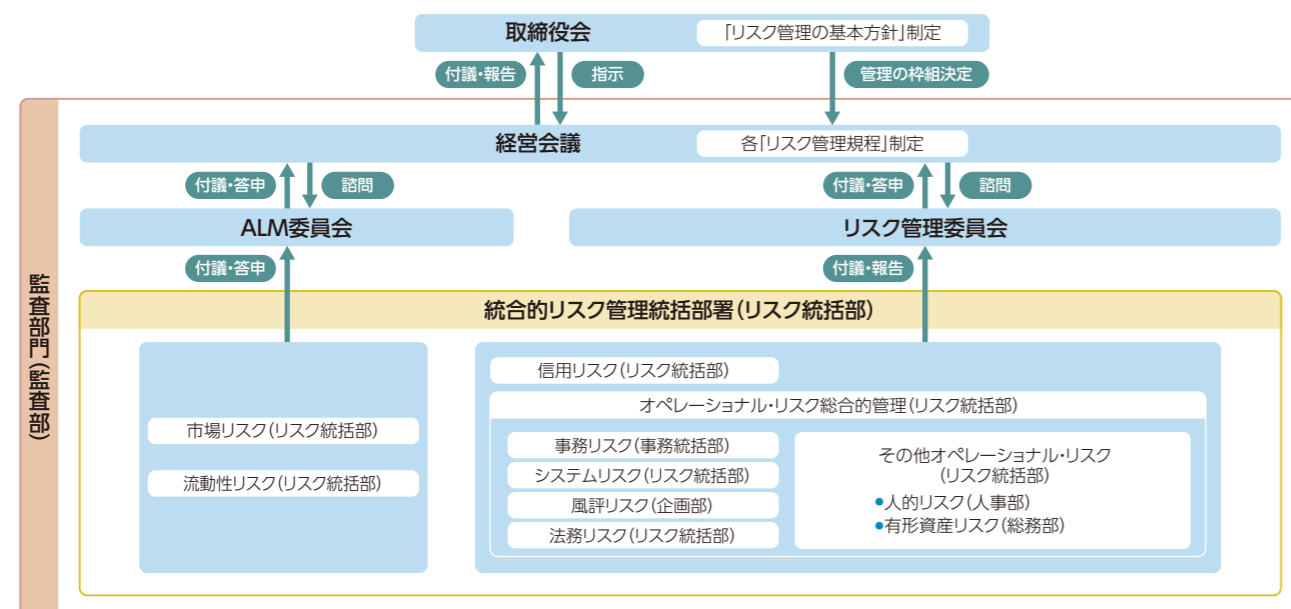 取締役会
「リスク管理の基本方針」制定
付議・報告
指示
管理の枠組決定
経営会議
各「リスク管理規程」制定
付議・答申
諮問
付議・答申
諮問
ALM委員会
リスク管理委員会
付議・答申
付議・報告
監査部門(監査部)
統合的リスク管理統括部署(リスク統括部)
市場リスク(リスク統括部)
流動性リスク(リスク統括部)
信用リスク(リスク統括部)
オペレーショナル・リスク総合的管理(リスク統括部)
事務リスク(事務統括部)
システムリスク(リスク統括部)
風評リスク(企画部)
法務リスク(リスク統括部)
その他オペレーショナル・リスク
(リスク統括部)
●人的リスク(人事部)
●有形資産リスク(総務部)